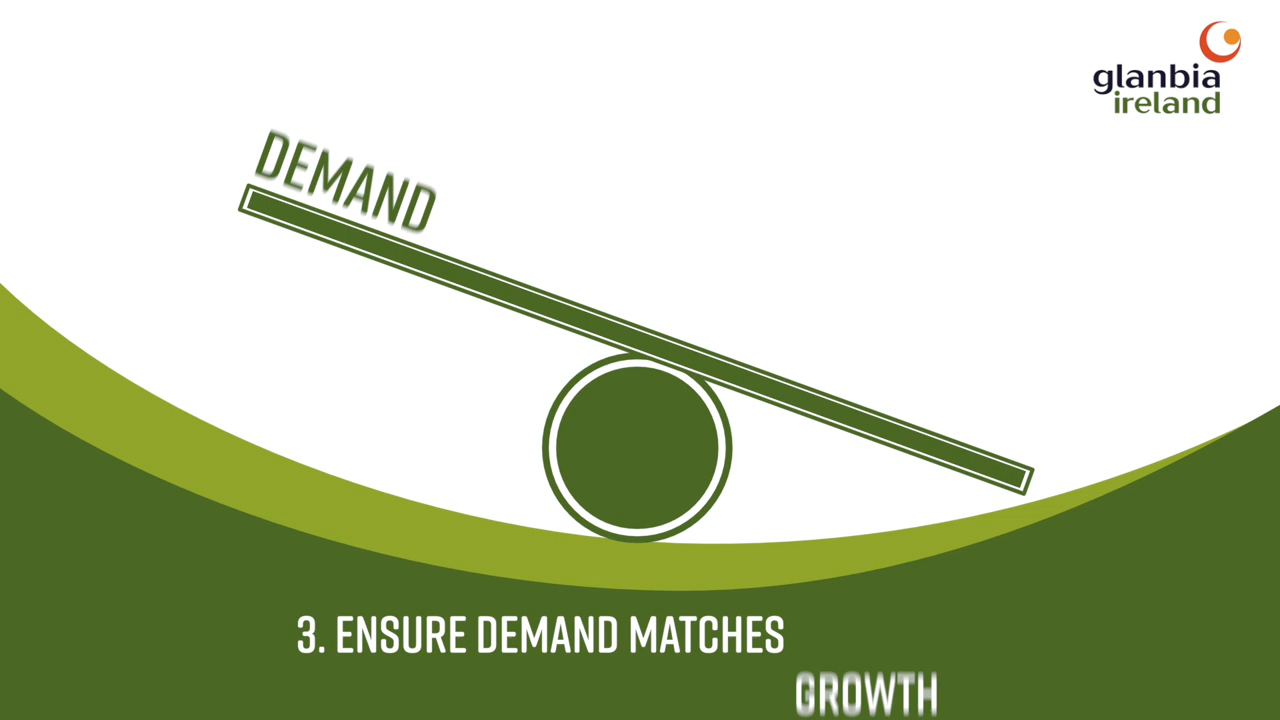 glanbia
ireland
DEMAND
3. ENSURE DEMAND MATCHES
GROWTH